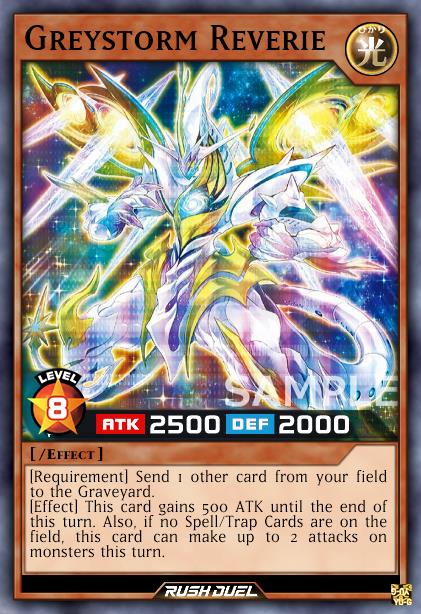 Greystorm Reverie
ひかり
光
SAMPLE
LEVEL
8
ATK 2500 DEF 2000
[/Effect]
[Requirement] Send 1 other card from your field
to the Graveyard.
[Effect] This card gains 500 ATK until the end of
this turn. Also, if no Spell/Trap Cards are on the
field, this card can make up to 2 attacks on
monsters this turn.
RUSH DUEL